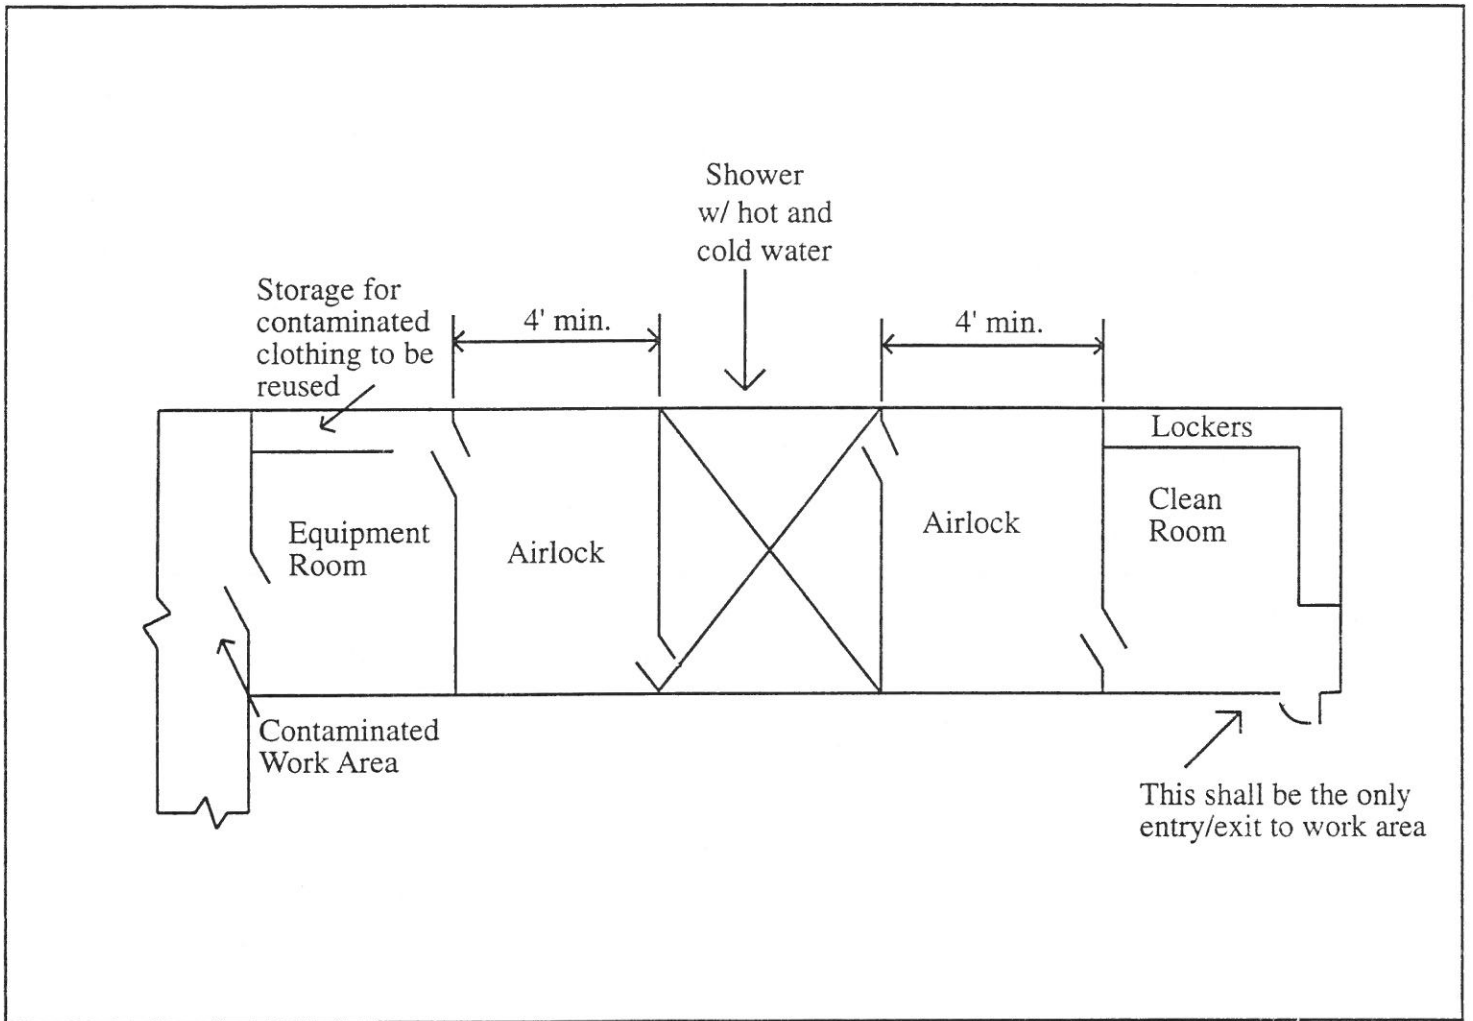 Shower
w/ hot and
cold water
Storage for
contaminated
clothing to be
reused
4' min.
4' min.
Lockers
Clean
Room
Equipment
Room
Airlock
Airlock
Contaminated
Work Area
This shall be the only
entry/exit to work area